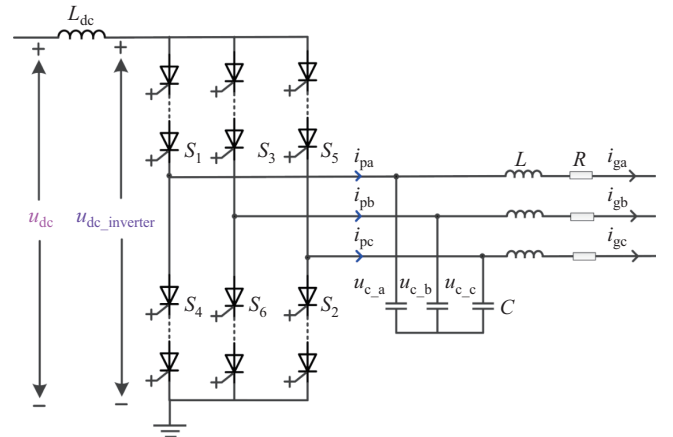 L_dc
+ +
+ + +
+ S_1 + S_3 + S_5
i_pa L R i_ga
u_dc u_dc_inverter i_pb i_gb
i_pc i_gc
u_c_a u_c_b u_c_c
+ S_4 + S_6 + S_2 C
+ + +
− −